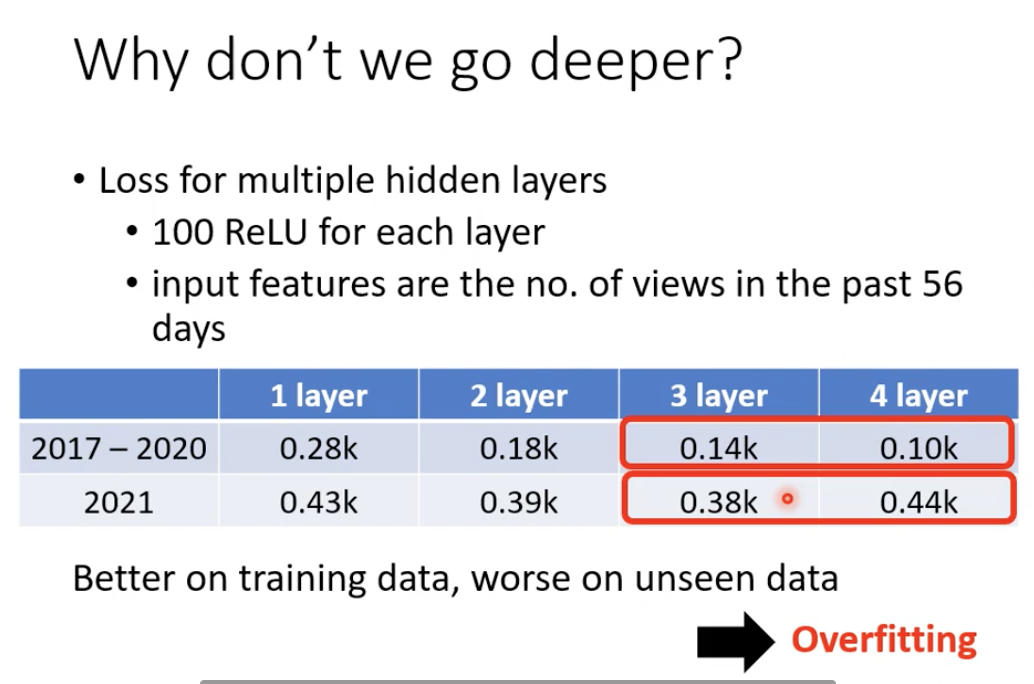 Why don’t we go deeper?
• Loss for multiple hidden layers
• 100 ReLU for each layer
• input features are the no. of views in the past 56
days
1 layer 2 layer 3 layer 4 layer
2017 – 2020 0.28k 0.18k 0.14k 0.10k
2021 0.43k 0.39k 0.38k 0.44k
Better on training data, worse on unseen data
Overfitting